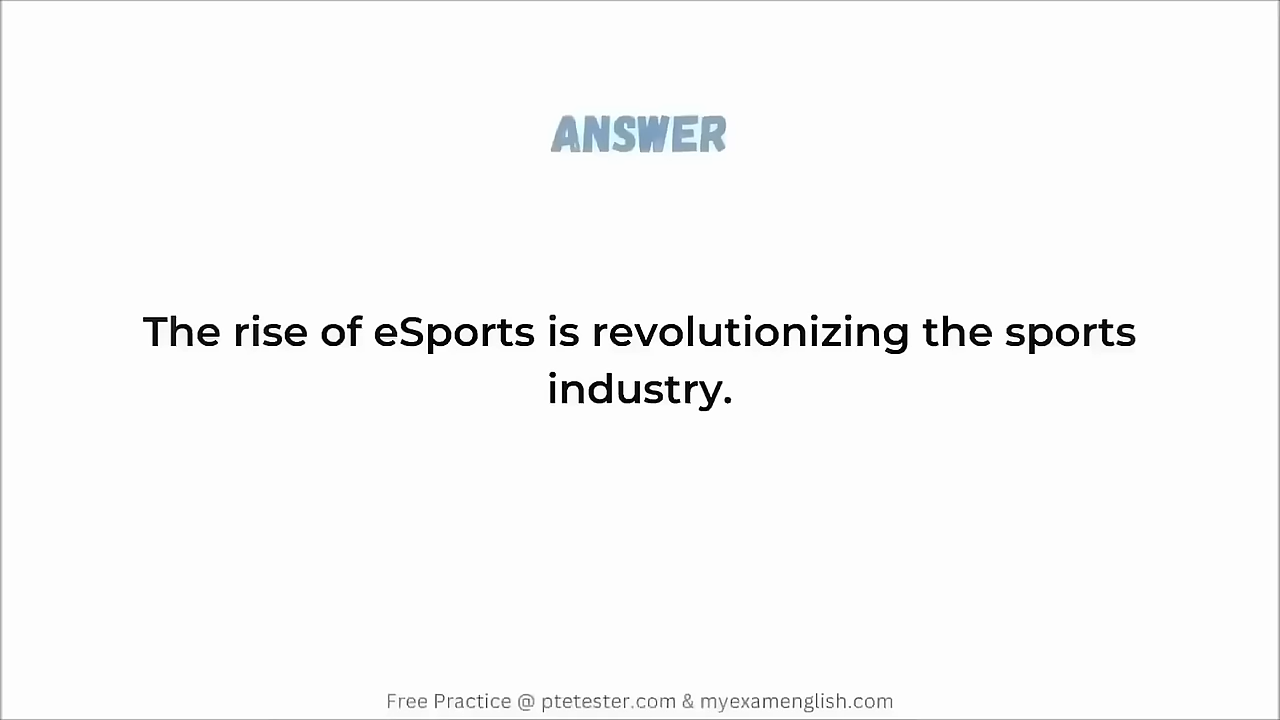 ANSWER
The rise of eSports is revolutionizing the sports
industry.
Free Practice @ ptetester.com & myexamenglish.com